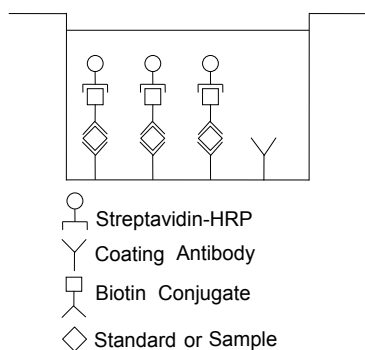 Streptavidin-HRP
Coating Antibody
Biotin Conjugate
Standard or Sample